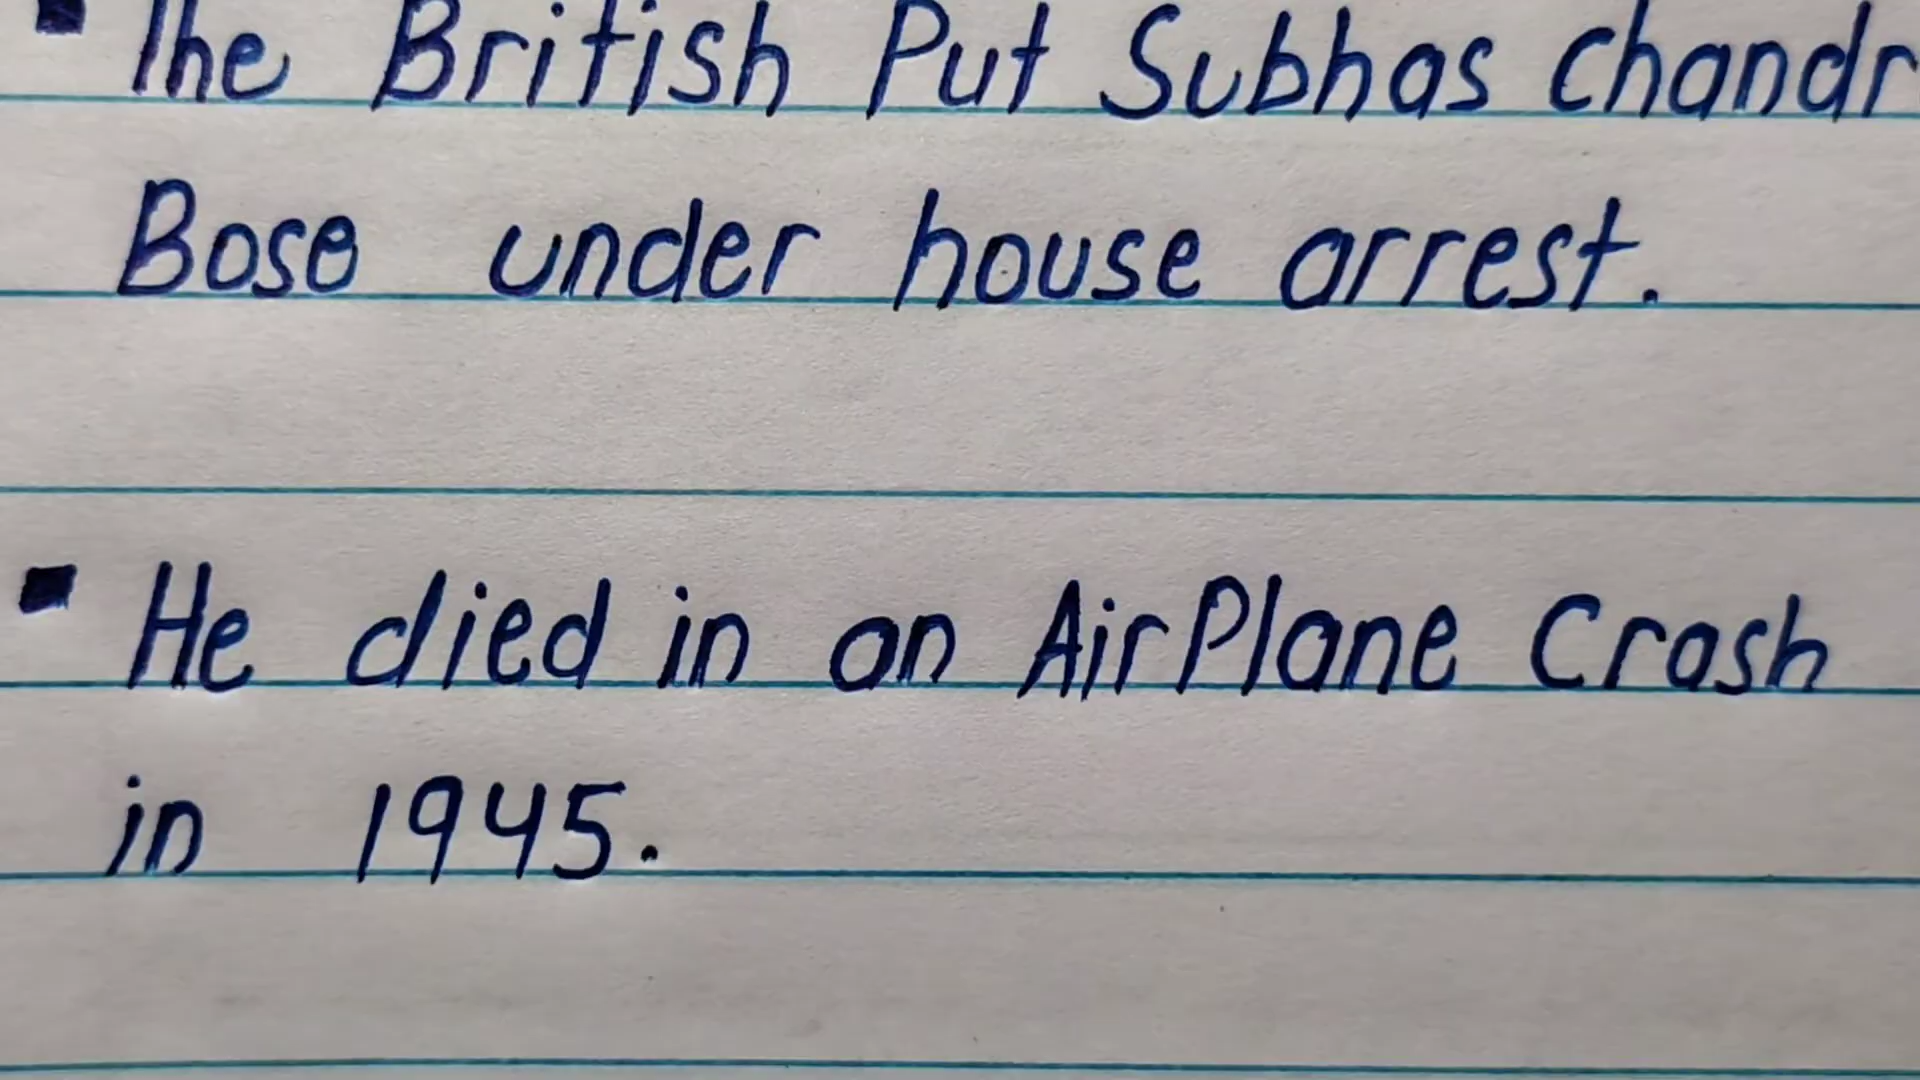 ▪ The British Put Subhas Chandr
Bose under house arrest.
▪ He died in an AirPlane Crash
in 1945.